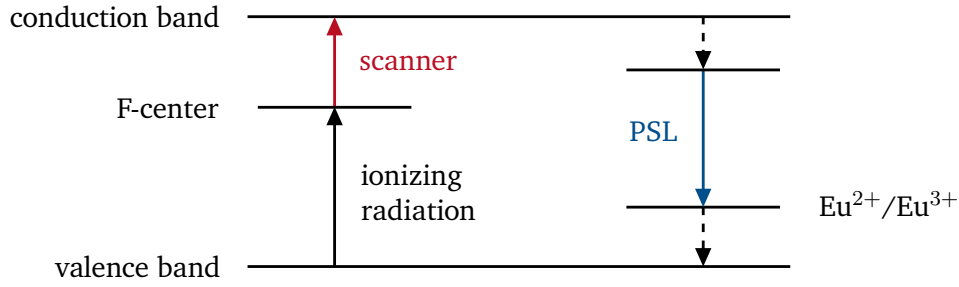 conduction band
scanner
F-center
PSL
ionizing
radiation
Eu²⁺/Eu³⁺
valence band